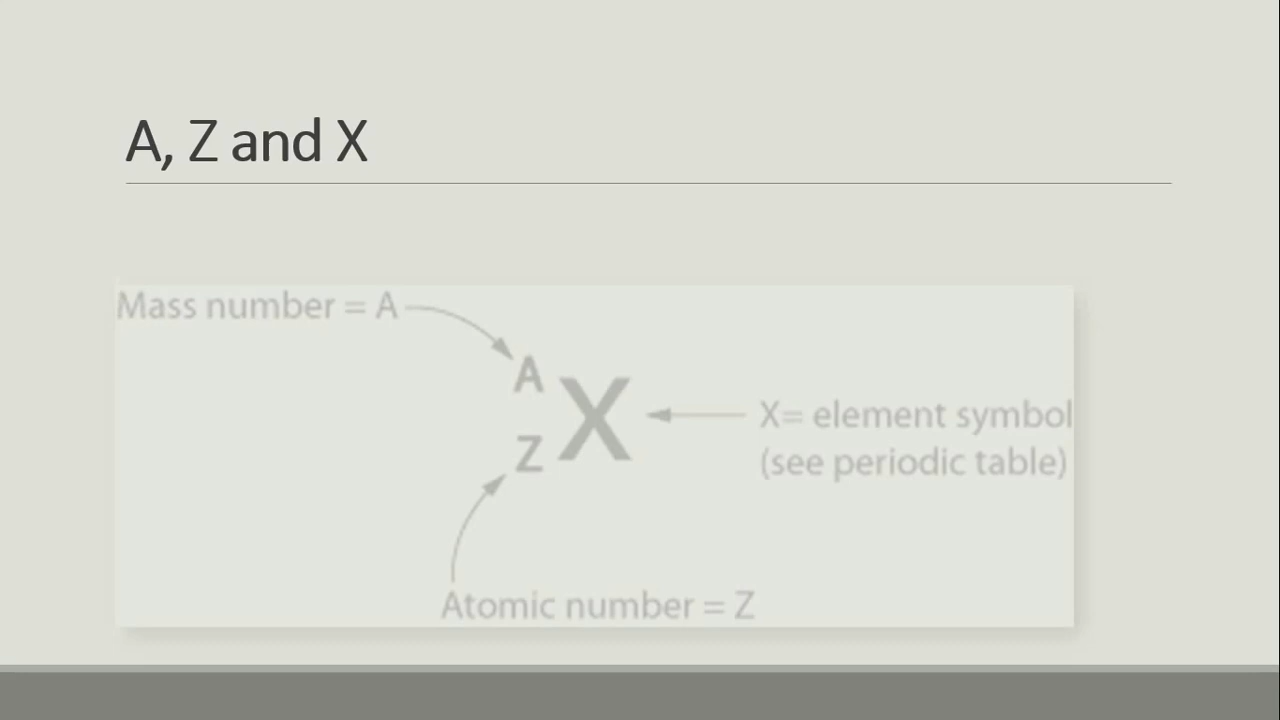 A, Z and X
Mass number = A
A
X
Z
X= element symbol
(see periodic table)
Atomic number = Z